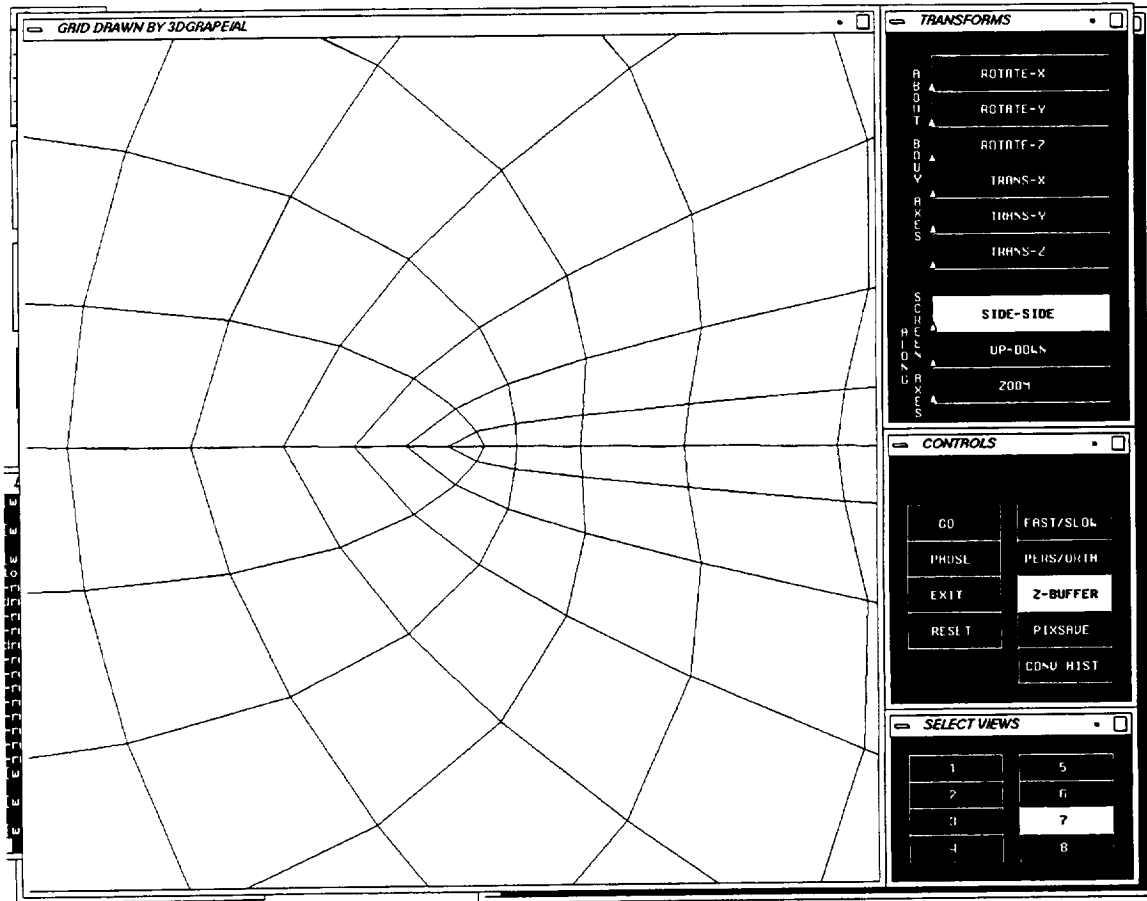 GRID DRAWN BY 3DGRAPE/AL
TRANSFORMS
ABOUT BODY AXES
ROTATE-X
ROTATE-Y
ROTATE-Z
TRANS-X
TRANS-Y
TRANS-Z
ALONG
SCREEN AXES
SIDE-SIDE
UP-DOWN
ZOOM
CONTROLS
GO
FAST/SLOW
PAUSE
PERS/ORTH
EXIT
Z-BUFFER
RESET
PIXSAVE
CONV HIST
SELECT VIEWS
1
5
2
6
3
7
4
8